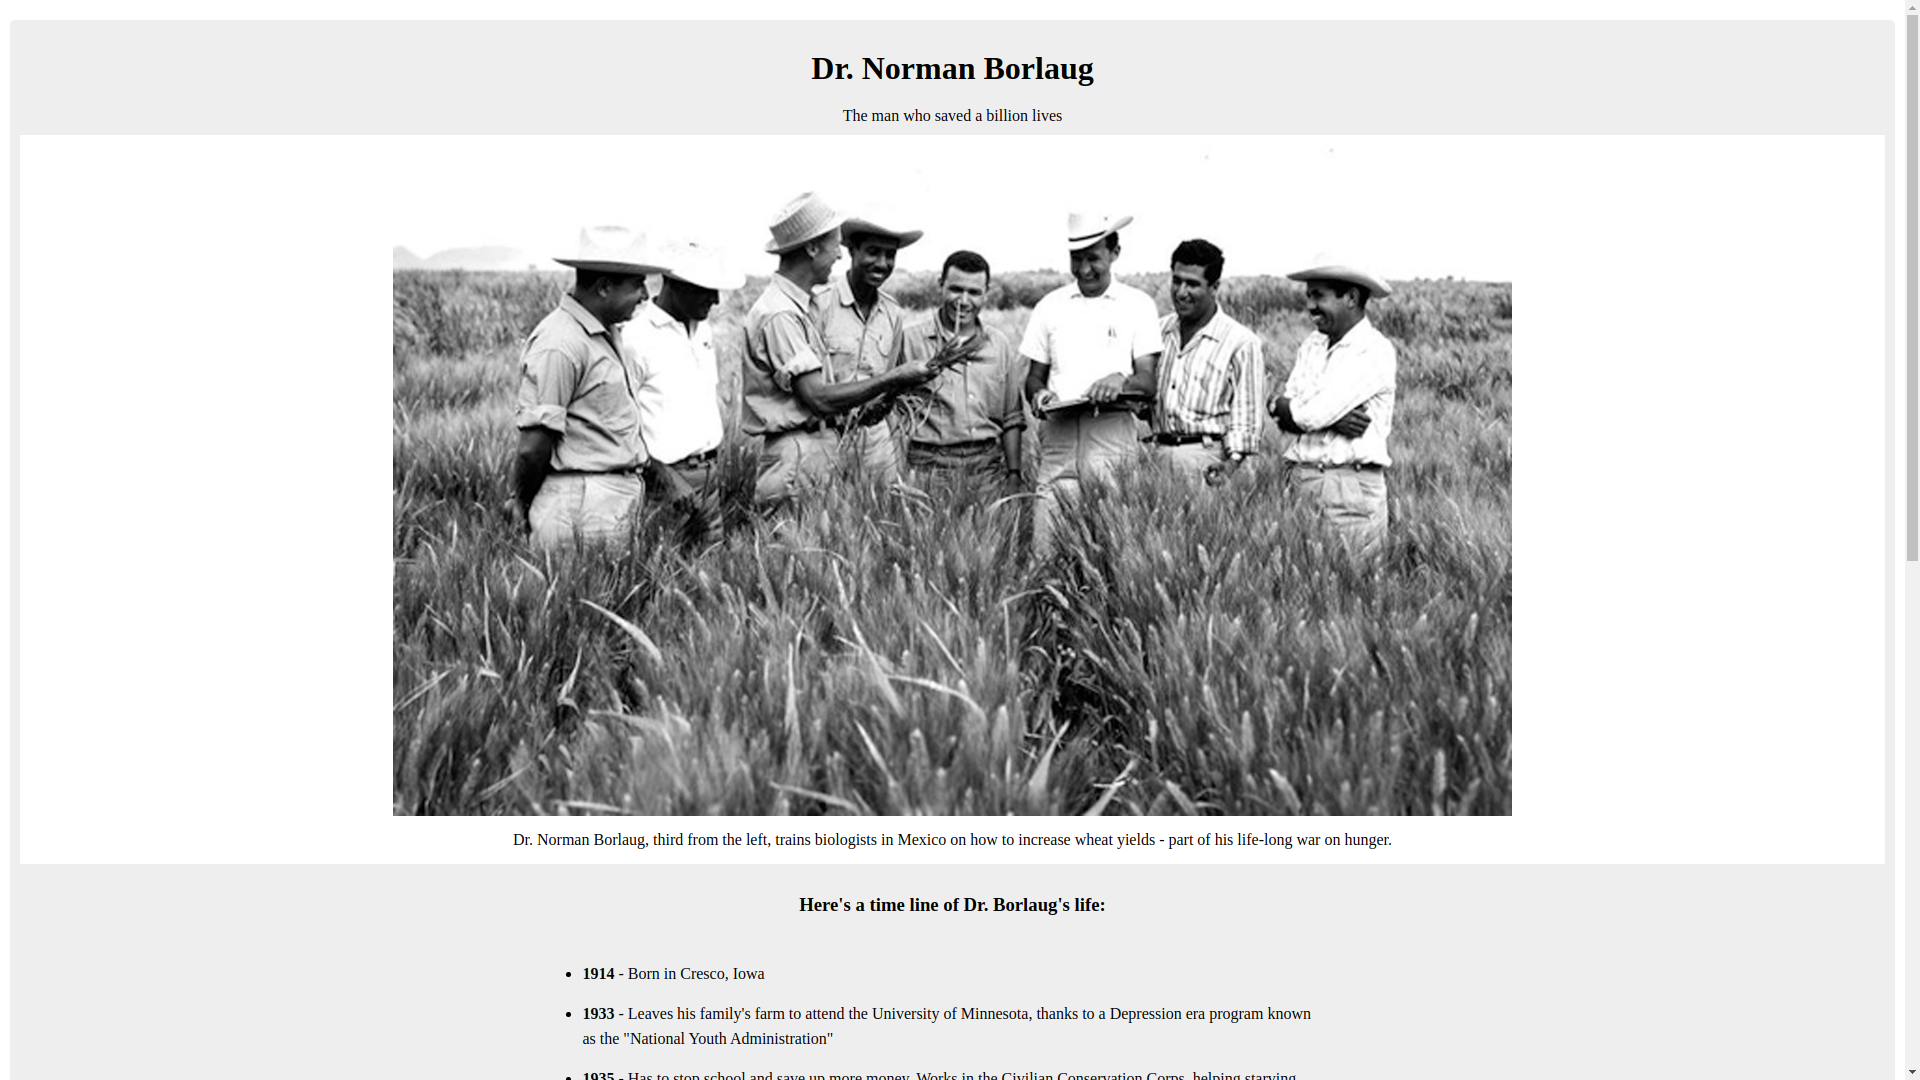 Dr. Norman Borlaug
The man who saved a billion lives
Dr. Norman Borlaug, third from the left, trains biologists in Mexico on how to increase wheat yields - part of his life-long war on hunger.
Here's a time line of Dr. Borlaug's life:
1914 - Born in Cresco, Iowa
1933 - Leaves his family's farm to attend the University of Minnesota, thanks to a Depression era program known
as the "National Youth Administration"
1935 - Has to stop school and save up more money. Works in the Civilian Conservation Corps, helping starving